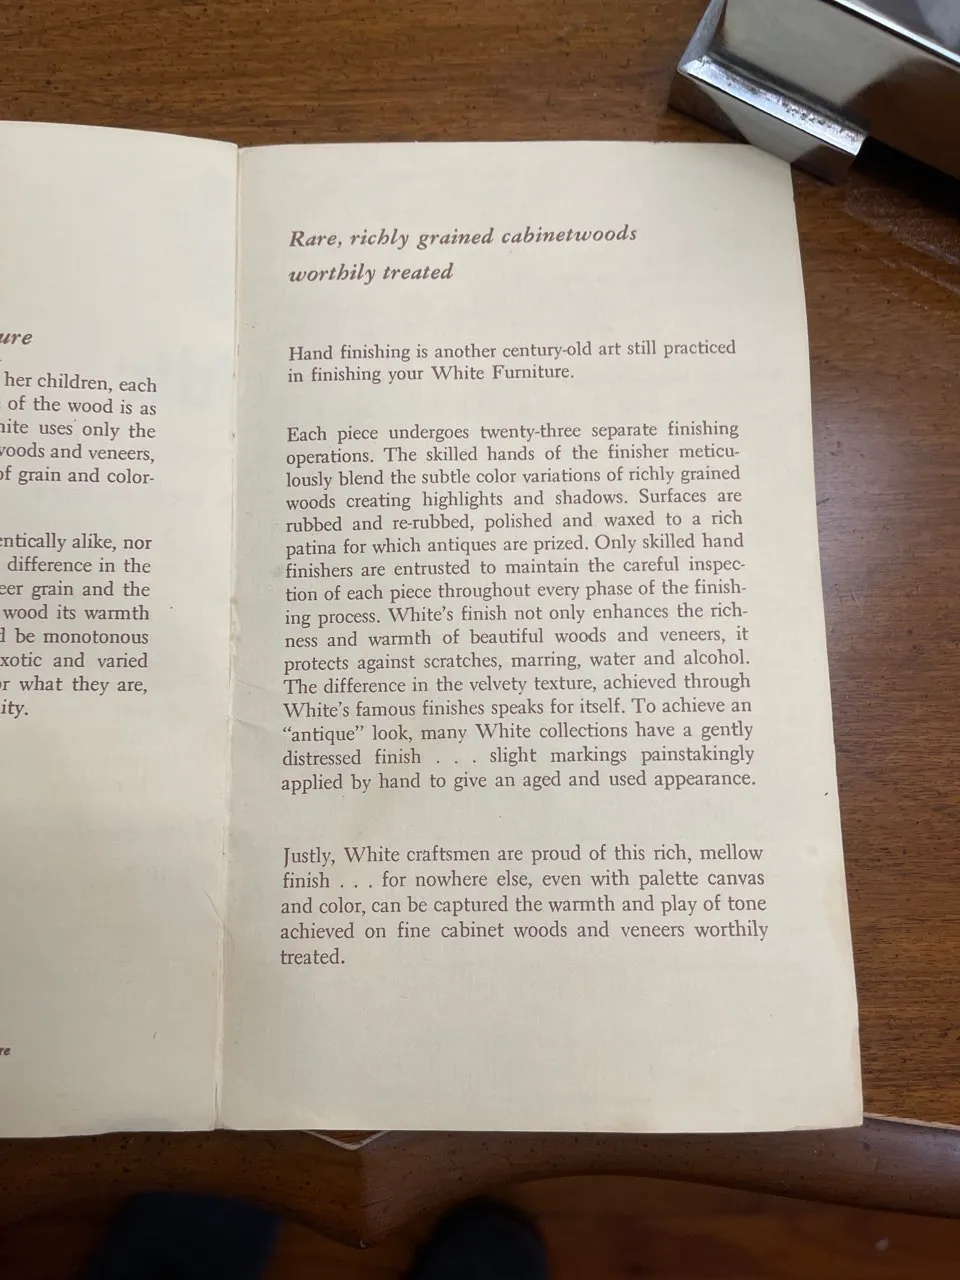 ure
her children, each
of the wood is as
ite uses only the
woods and veneers,
of grain and color-
entically alike, nor
difference in the
eer grain and the
wood its warmth
d be monotonous
xotic and varied
or what they are,
ity.
re
Rare, richly grained cabinetwoods
worthily treated
Hand finishing is another century-old art still practiced
in finishing your White Furniture.
Each piece undergoes twenty-three separate finishing
operations. The skilled hands of the finisher meticu-
lously blend the subtle color variations of richly grained
woods creating highlights and shadows. Surfaces are
rubbed and re-rubbed, polished and waxed to a rich
patina for which antiques are prized. Only skilled hand
finishers are entrusted to maintain the careful inspec-
tion of each piece throughout every phase of the finish-
ing process. White's finish not only enhances the rich-
ness and warmth of beautiful woods and veneers, it
protects against scratches, marring, water and alcohol.
The difference in the velvety texture, achieved through
White's famous finishes speaks for itself. To achieve an
“antique” look, many White collections have a gently
distressed finish . . . slight markings painstakingly
applied by hand to give an aged and used appearance.
Justly, White craftsmen are proud of this rich, mellow
finish . . . for nowhere else, even with palette canvas
and color, can be captured the warmth and play of tone
achieved on fine cabinet woods and veneers worthily
treated.